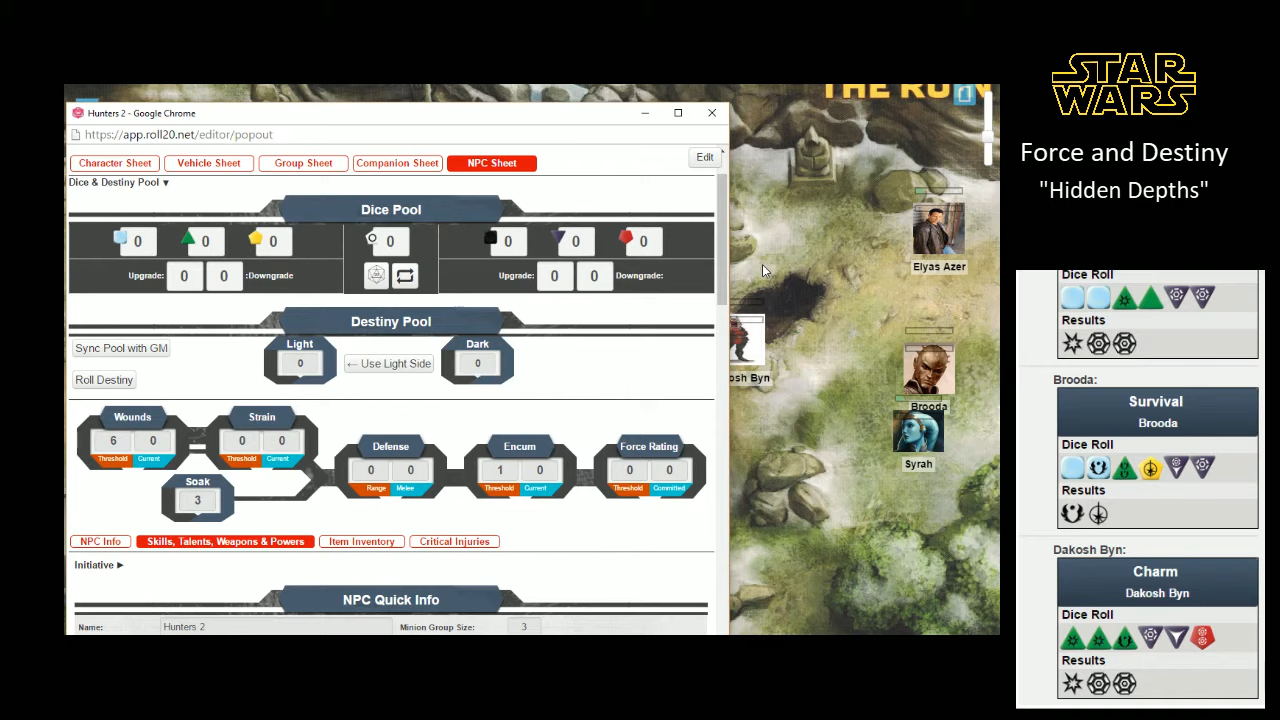 THE RU
Hunters 2 - Google Chrome
https://app.roll20.net/editor/popout
Character Sheet Vehicle Sheet Group Sheet Companion Sheet NPC Sheet Edit
Dice & Destiny Pool ▼
Dice Pool
0 0 0 0 0 0 0
Upgrade: 0 0 :Downgrade Upgrade: 0 0 Downgrade:
Destiny Pool
Sync Pool with GM
Roll Destiny
Light
0
← Use Light Side
Dark
0
Wounds
6 0
Threshold Current
Strain
0 0
Threshold Current
Soak
3
Defense
0 0
Range Melee
Encum
1 0
Threshold Current
Force Rating
0 0
Threshold Committed
NPC Info Skills, Talents, Weapons & Powers Item Inventory Critical Injuries
Initiative ▶
NPC Quick Info
Name: Hunters 2 Minion Group Size: 3
Elyas Azer
osh Byn
Brooda
Syrah
STAR
WARS
Force and Destiny
"Hidden Depths"
Dice Roll
Results
Brooda:
Survival
Brooda
Dice Roll
Results
Dakosh Byn:
Charm
Dakosh Byn
Dice Roll
Results